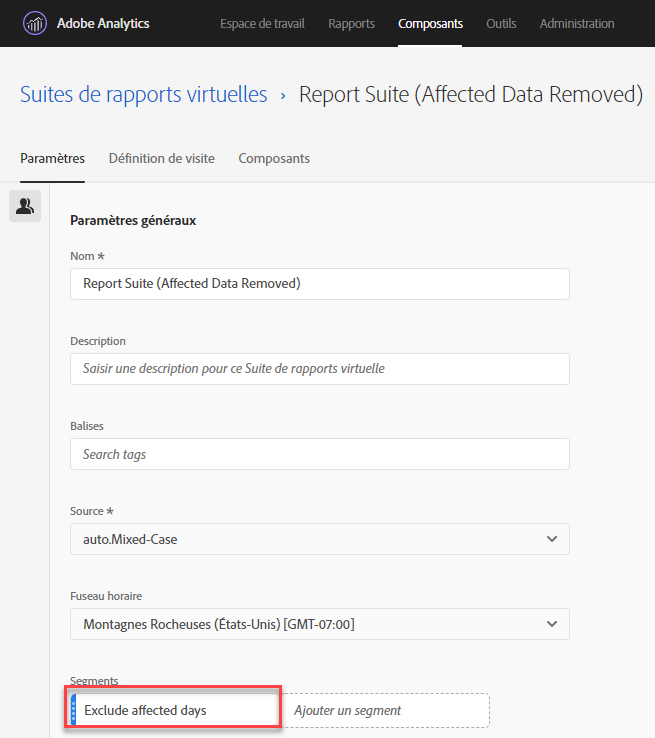 Adobe Analytics Espace de travail Rapports Composants Outils Administration
Suites de rapports virtuelles › Report Suite (Affected Data Removed)
Paramètres Définition de visite Composants
Paramètres généraux
Nom *
Report Suite (Affected Data Removed)
Description
Saisir une description pour ce Suite de rapports virtuelle
Balises
Search tags
Source *
auto.Mixed-Case
Fuseau horaire
Montagnes Rocheuses (États-Unis) [GMT-07:00]
Segments
Exclude affected days Ajouter un segment